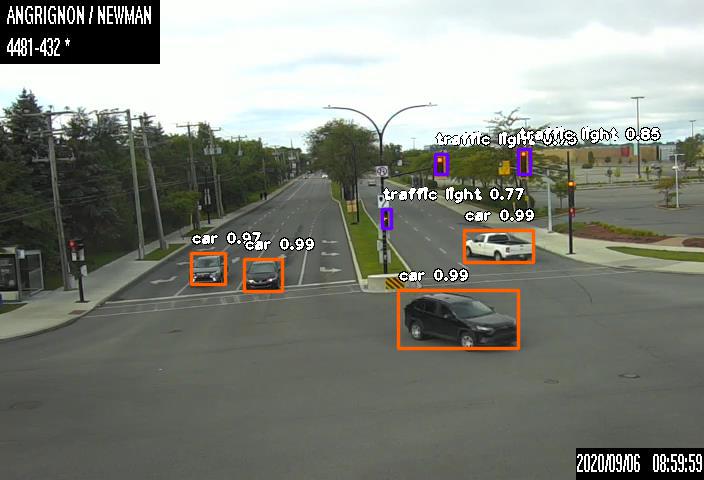 ANGRIGNON / NEWMAN
4481-432 *
traffic light 0.85
traffic light
traffic light 0.77
car 0.99
car 0.97
car 0.99
car 0.99
2020/09/06 08:59:59